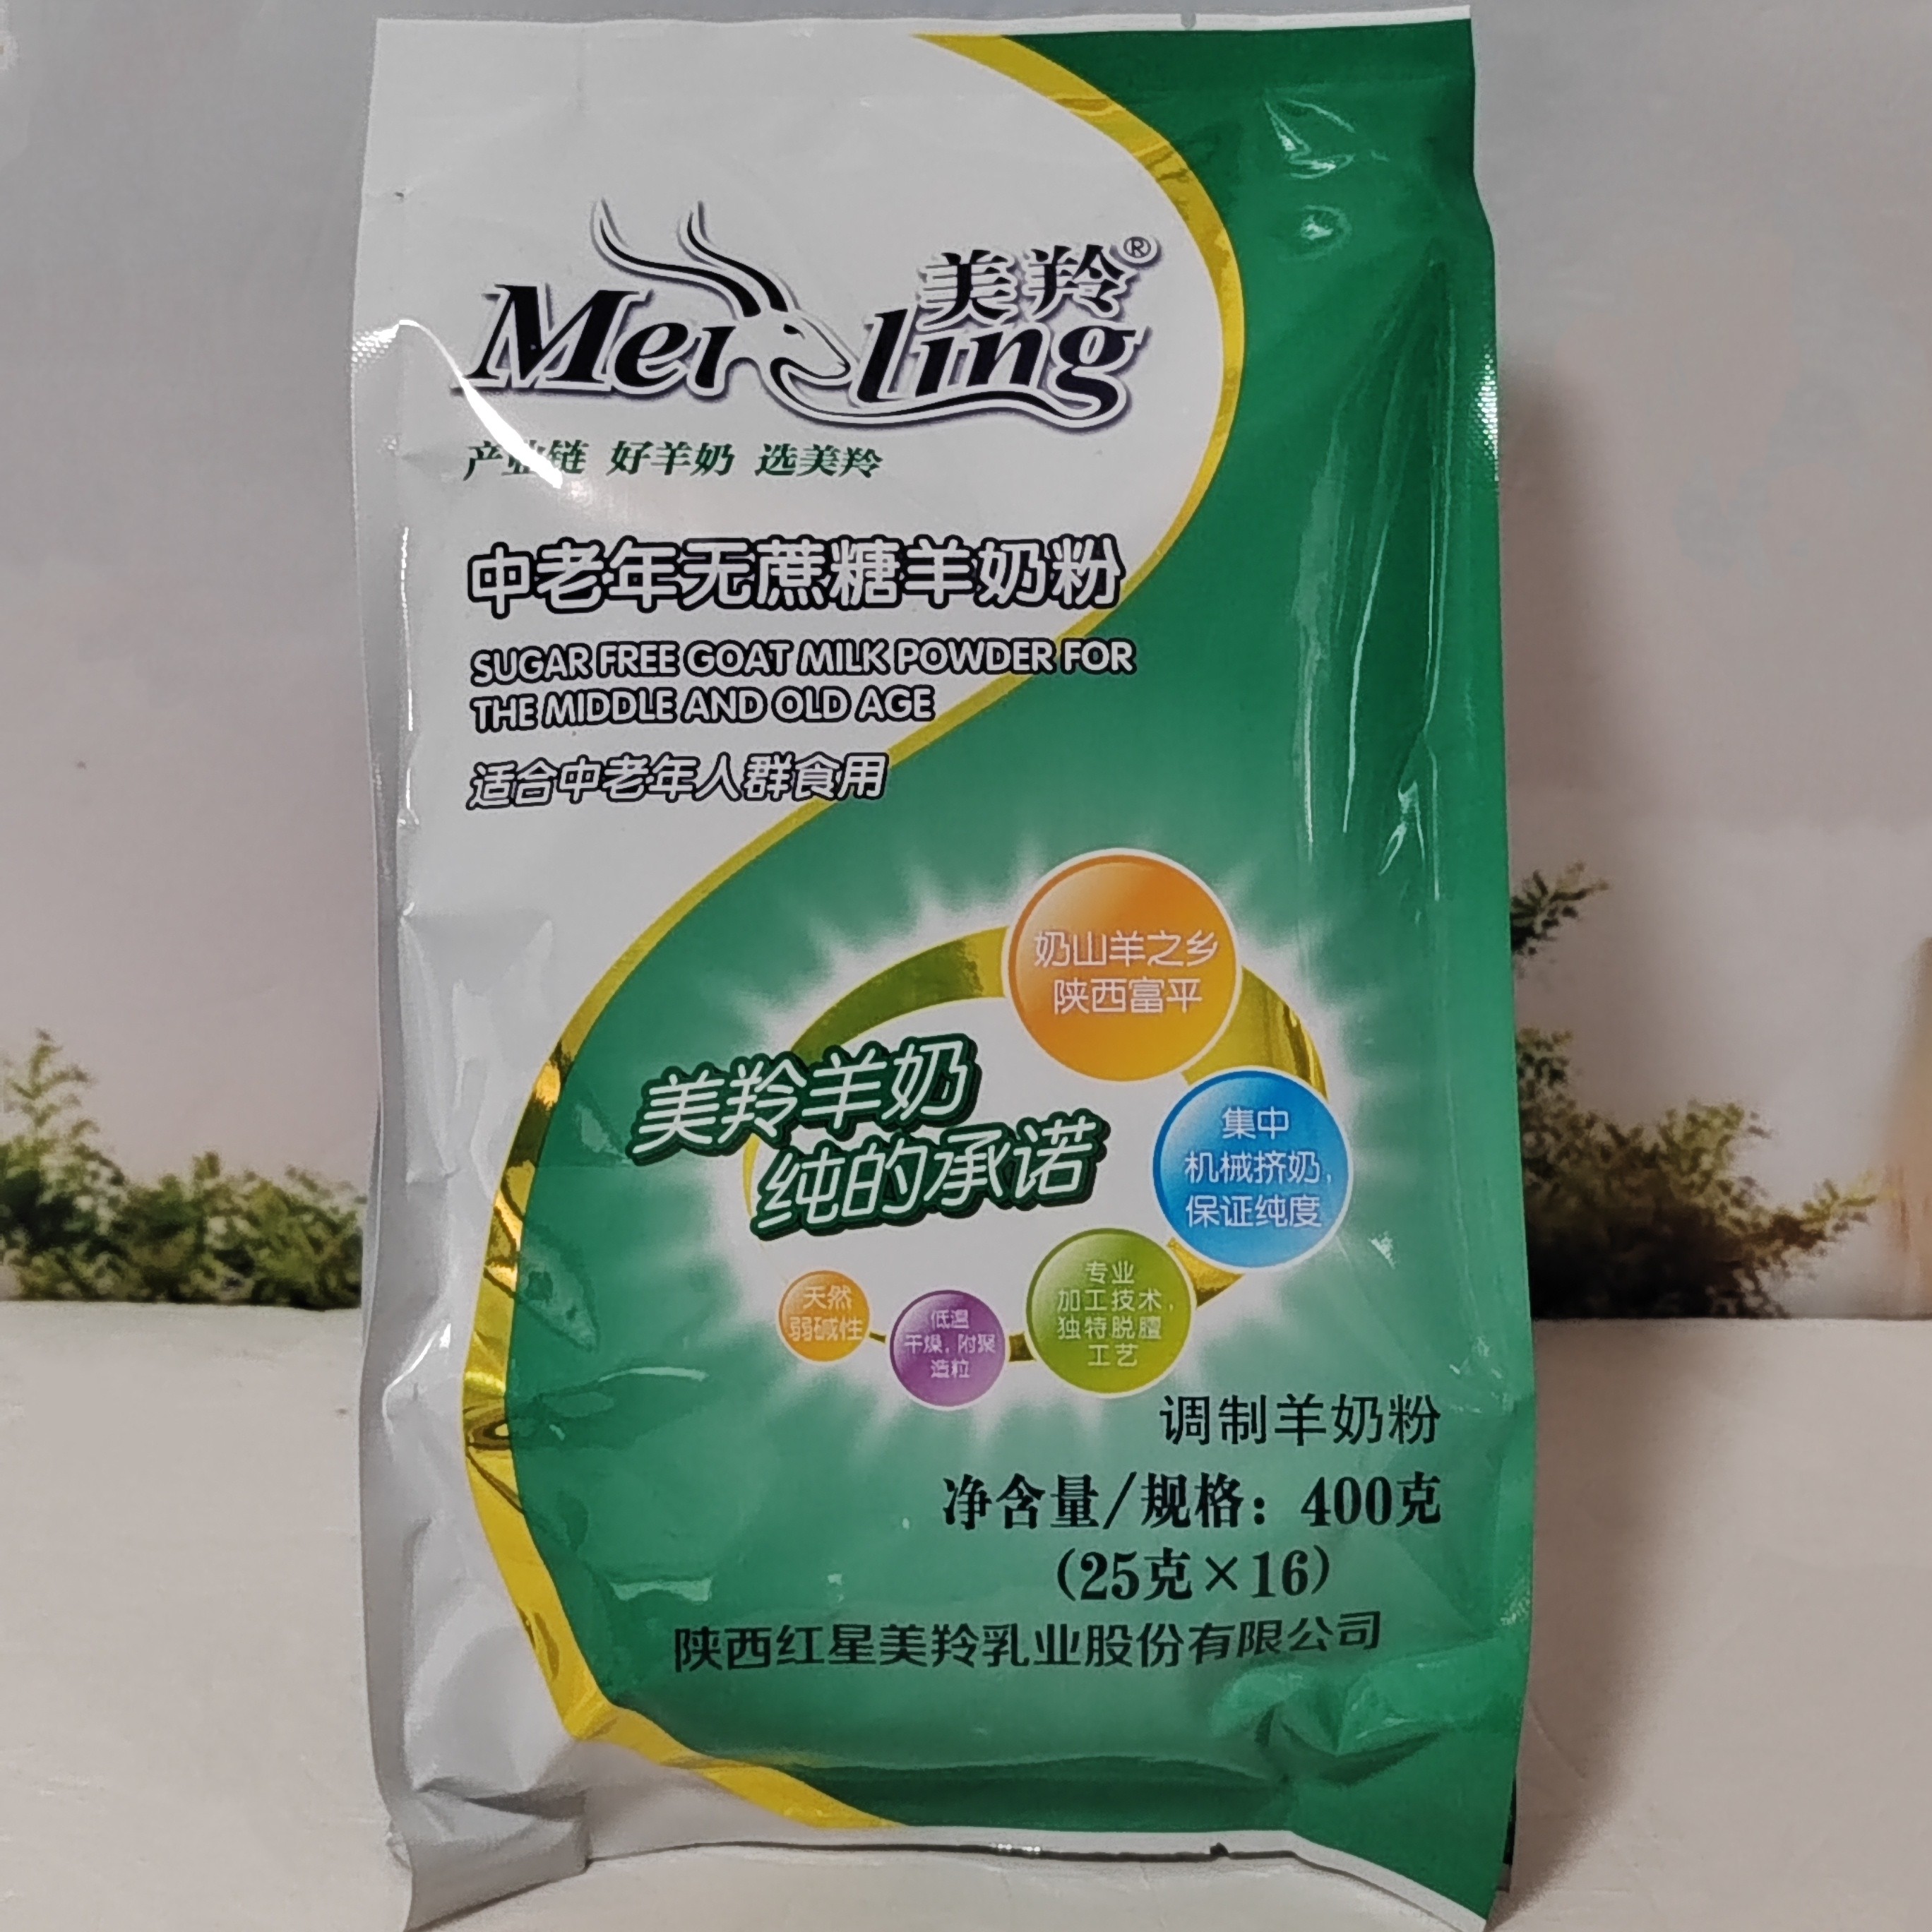 美羚®
Meiling
产业链 好羊奶 选美羚
中老年无蔗糖羊奶粉
SUGAR FREE GOAT MILK POWDER FOR
THE MIDDLE AND OLD AGE
适合中老年人群食用
奶山羊之乡
陕西富平
美羚羊奶
纯的承诺
集中
机械挤奶,
保证纯度
专业
加工技术,
独特脱膻
工艺
低温
干燥,附聚
造粒
天然
弱碱性
调制羊奶粉
净含量/规格：400克
(25克×16)
陕西红星美羚乳业股份有限公司